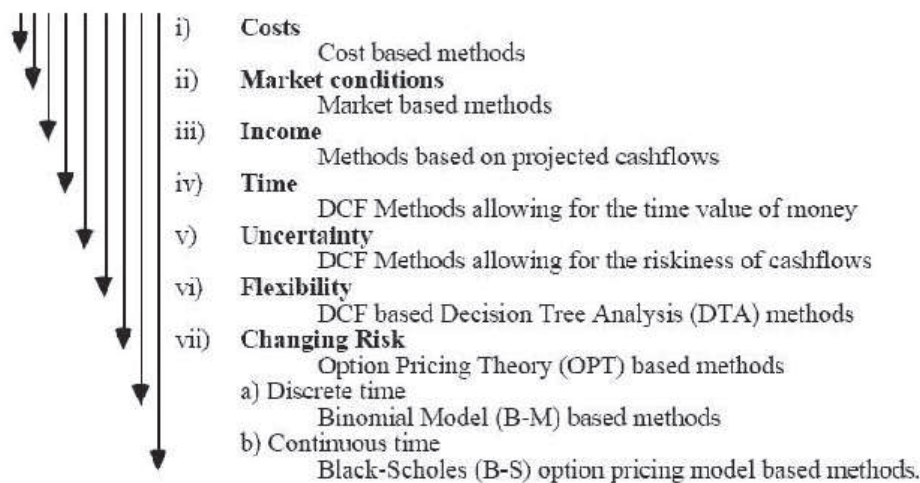 i) Costs
Cost based methods
ii) Market conditions
Market based methods
iii) Income
Methods based on projected cashflows
iv) Time
DCF Methods allowing for the time value of money
v) Uncertainty
DCF Methods allowing for the riskiness of cashflows
vi) Flexibility
DCF based Decision Tree Analysis (DTA) methods
vii) Changing Risk
Option Pricing Theory (OPT) based methods
a) Discrete time
Binomial Model (B-M) based methods
b) Continuous time
Black-Scholes (B-S) option pricing model based methods.